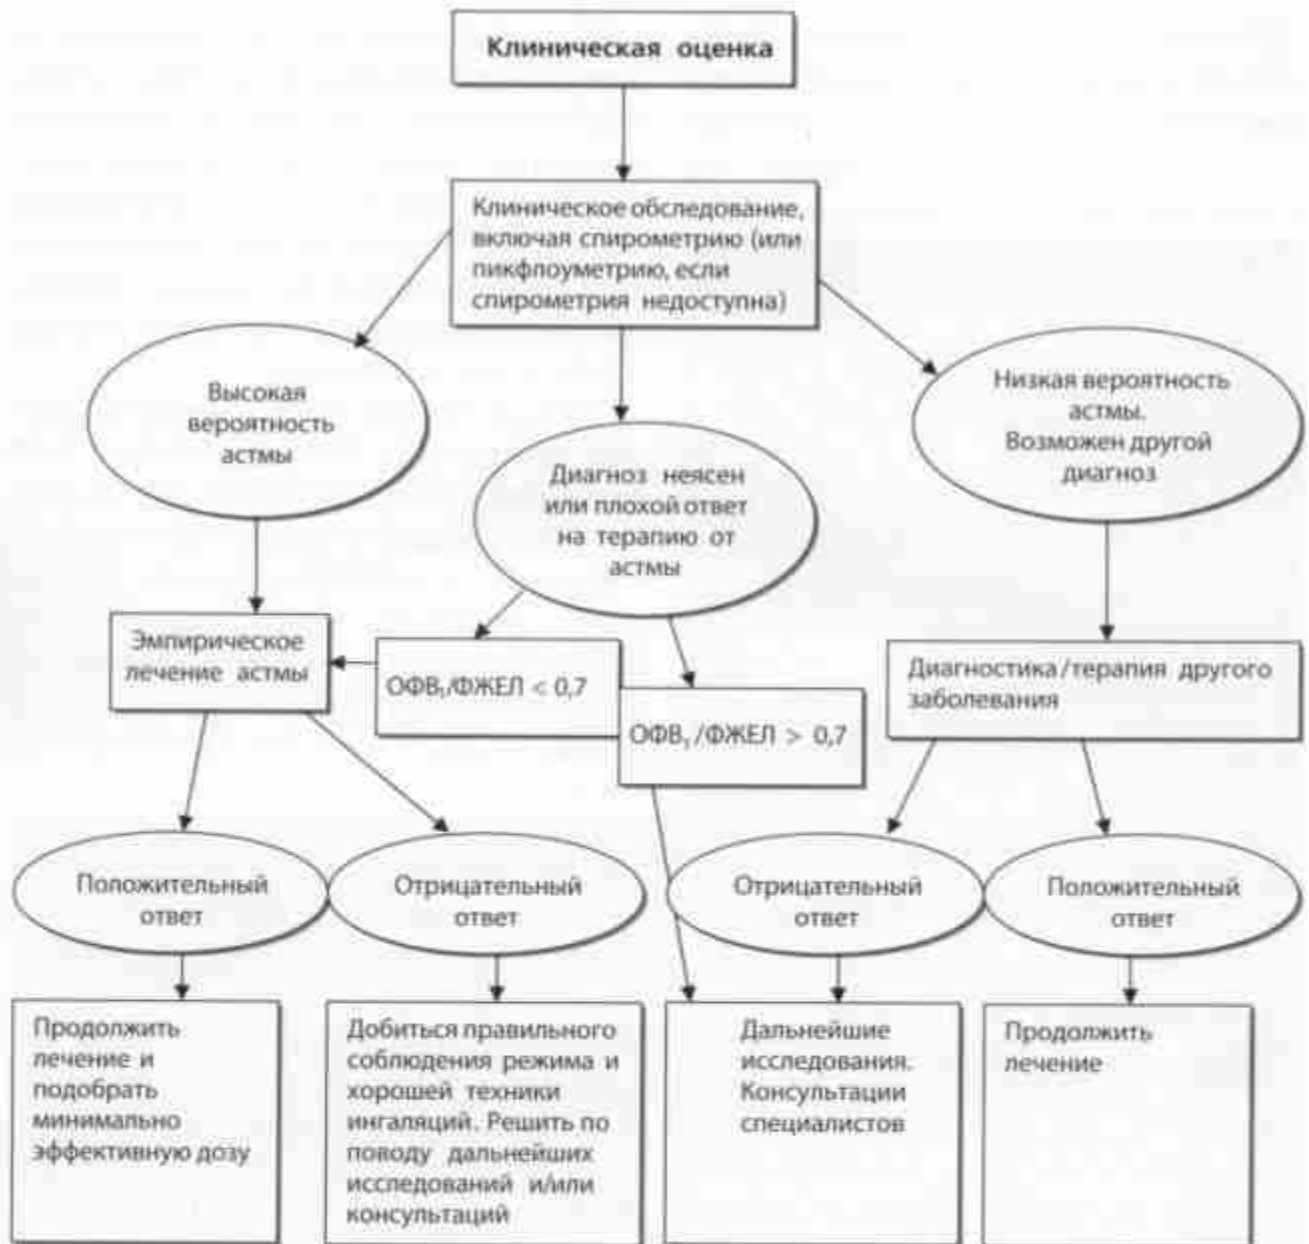 Клиническая оценка
Клиническое обследование,
включая спирометрию (или
пикфлоуметрию, если
спирометрия недоступна)
Высокая
вероятность
астмы
Диагноз неясен
или плохой ответ
на терапию от
астмы
Низкая вероятность
астмы.
Возможен другой
диагноз
Эмпирическое
лечение астмы
ОФВ₁/ФЖЕЛ < 0,7
ОФВ₁/ФЖЕЛ > 0,7
Диагностика/терапия другого
заболевания
Положительный
ответ
Отрицательный
ответ
Отрицательный
ответ
Положительный
ответ
Продолжить
лечение и
подобрать
минимально
эффективную дозу
Добиться правильного
соблюдения режима и
хорошей техники
ингаляций. Решить по
поводу дальнейших
исследований и/или
консультаций
Дальнейшие
исследования.
Консультации
специалистов
Продолжить
лечение